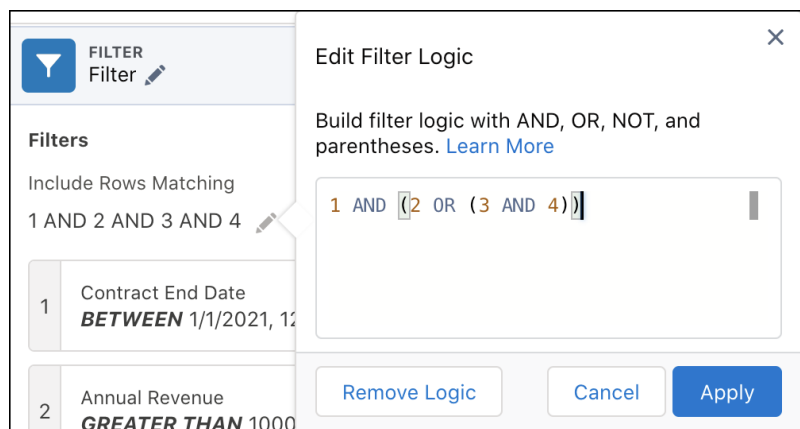 FILTER
Filter
Filters
Include Rows Matching
1 AND 2 AND 3 AND 4
1
Contract End Date
BETWEEN 1/1/2021, 12
2
Annual Revenue
GREATER THAN 1000
Edit Filter Logic
Build filter logic with AND, OR, NOT, and
parentheses. Learn More
1 AND (2 OR (3 AND 4))
Remove Logic
Cancel
Apply